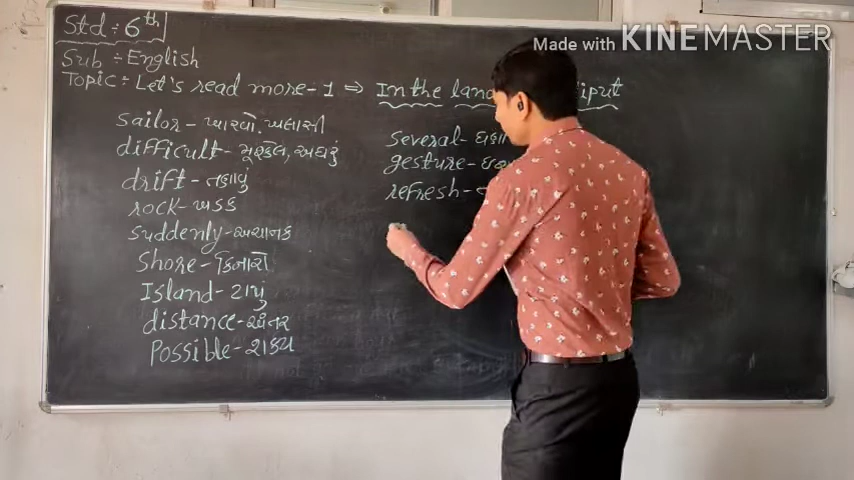 Made with KINEMASTER
Std ÷ 6th
Sub ÷ English
Topic ÷ Let's read more-1 ⇒ In the
sailor - ખારવો, ખલાસી
difficult - મુશ્કેલ, અઘરું
drift - તણાવું
rock - ખડક
suddenly - અચાનક
Shore - કિનારો
Island - ટાપુ
distance - અંતર
Possible - શક્ય
several -
gesture -
refresh -